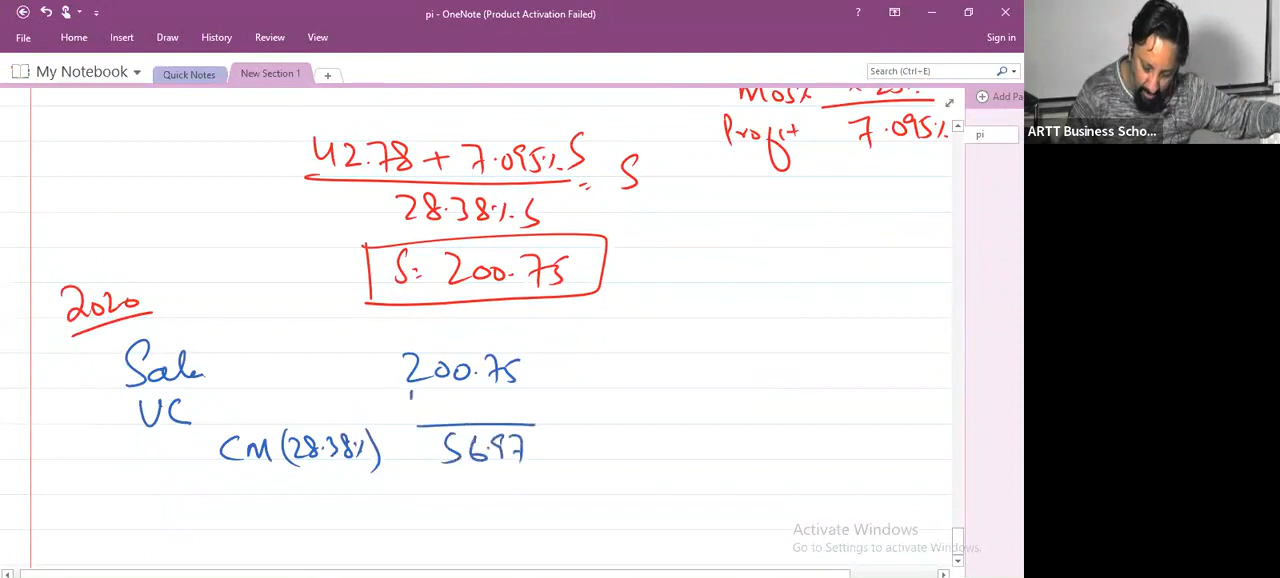 pi - OneNote (Product Activation Failed)
File Home Insert Draw History Review View Sign in
My Notebook Quick Notes New Section 1 Search (Ctrl+E)
Add Pa
pi
ARTT Business Scho...
Profit 7.095%
42.78 + 7.095% S = S
28.38% S
S = 200.75
2020
Sale 200.75
VC
CM (28.38%) 56.97
Activate Windows
Go to Settings to activate Windows.